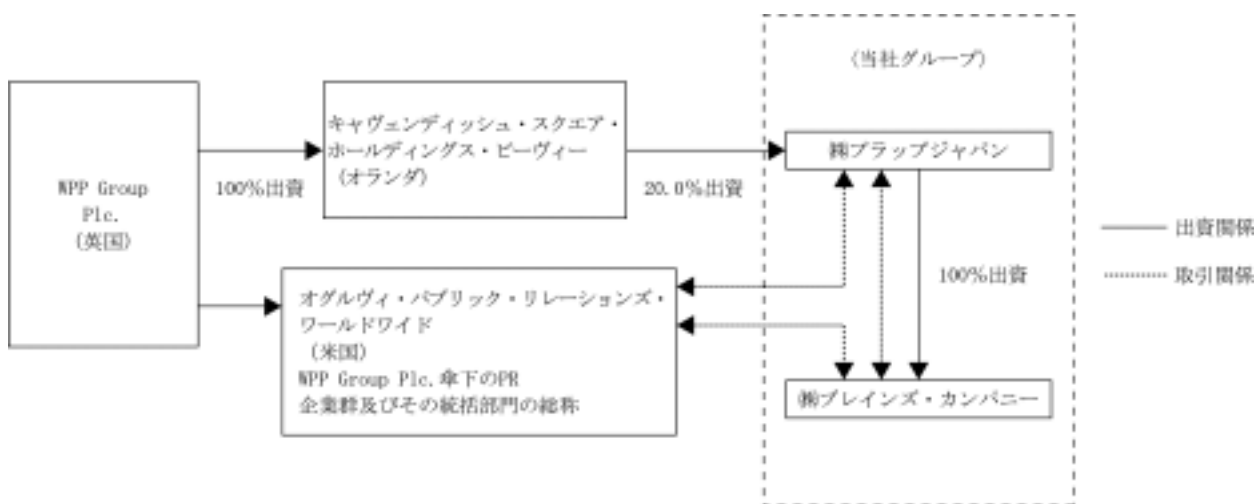 WPP Group
Plc.
(英国)
100%出資
キャヴェンディッシュ・スクエア・
ホールディングス・ビーヴィー
(オランダ)
20.0%出資
オグルヴィ・パブリック・リレーションズ・
ワールドワイド
(米国)
WPP Group Plc.傘下のPR
企業群及びその統括部門の総称
(当社グループ)
㈱プラップジャパン
100%出資
㈱ブレインズ・カンパニー
出資関係
取引関係